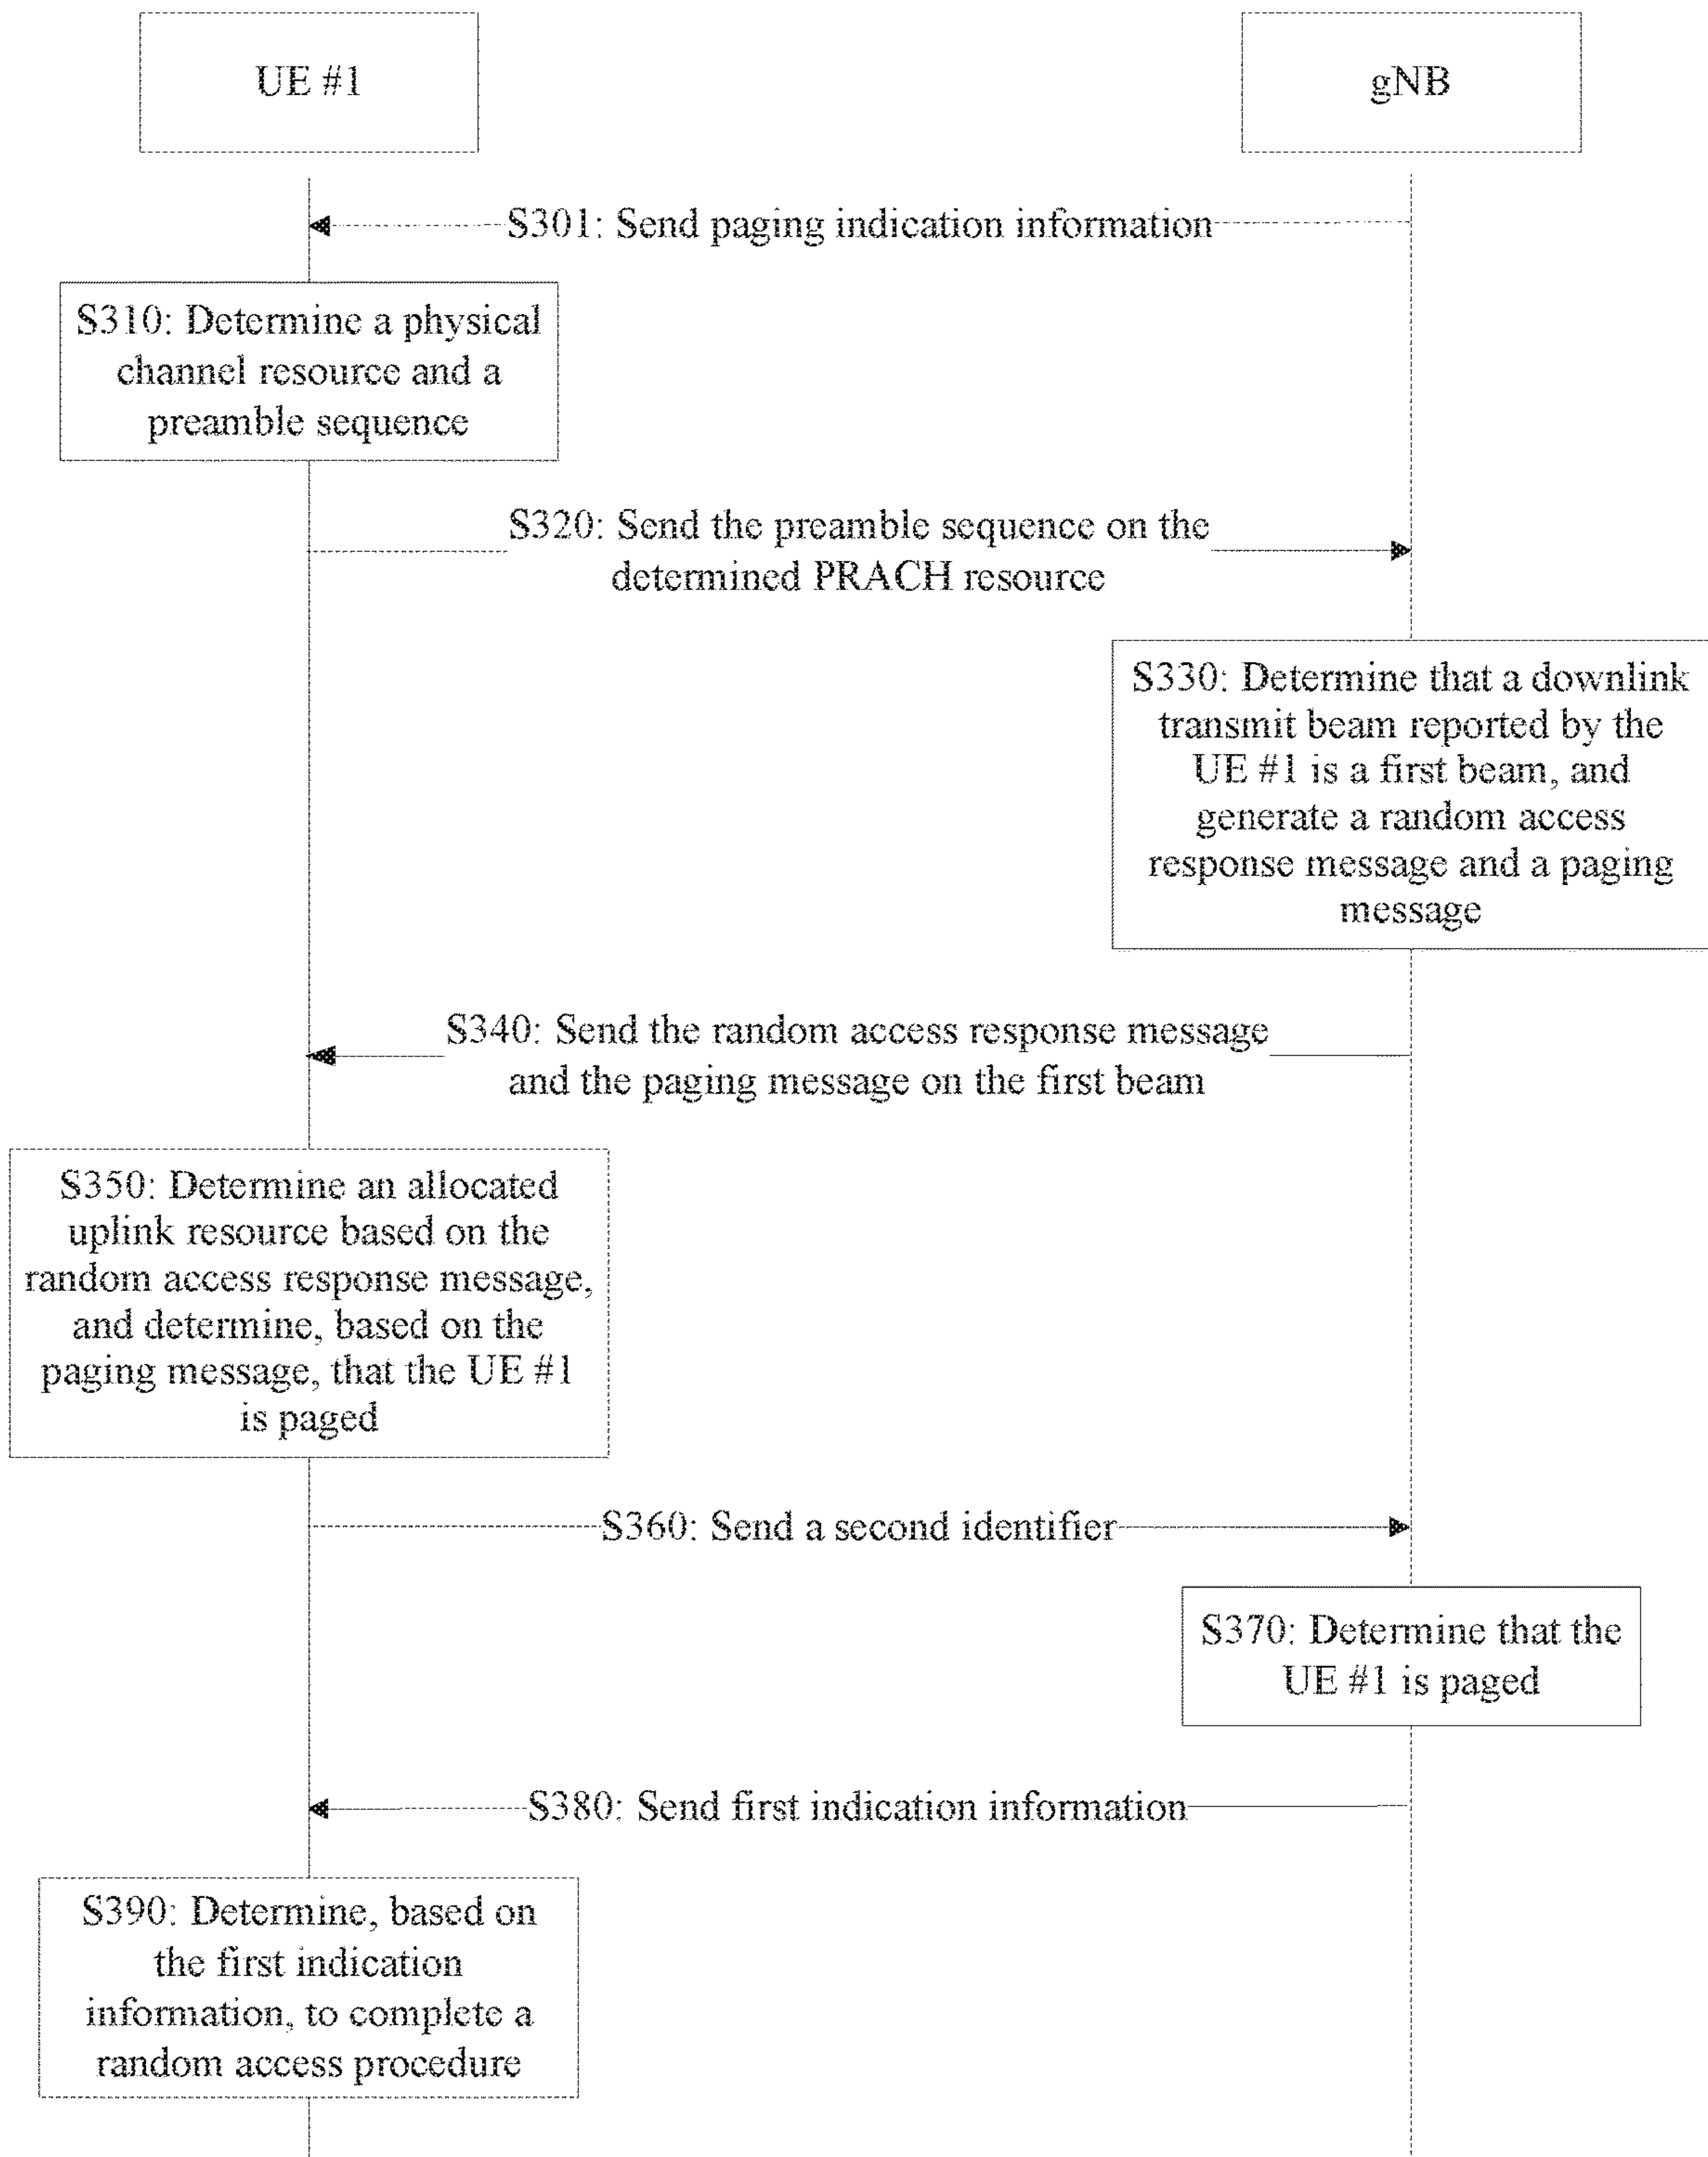 UE #1
gNB
S301: Send paging indication information
S310: Determine a physical
channel resource and a
preamble sequence
S320: Send the preamble sequence on the
determined PRACH resource
S330: Determine that a downlink
transmit beam reported by the
UE #1 is a first beam, and
generate a random access
response message and a paging
message
S340: Send the random access response message
and the paging message on the first beam
S350: Determine an allocated
uplink resource based on the
random access response message,
and determine, based on the
paging message, that the UE #1
is paged
S360: Send a second identifier
S370: Determine that the
UE #1 is paged
S380: Send first indication information
S390: Determine, based on
the first indication
information, to complete a
random access procedure